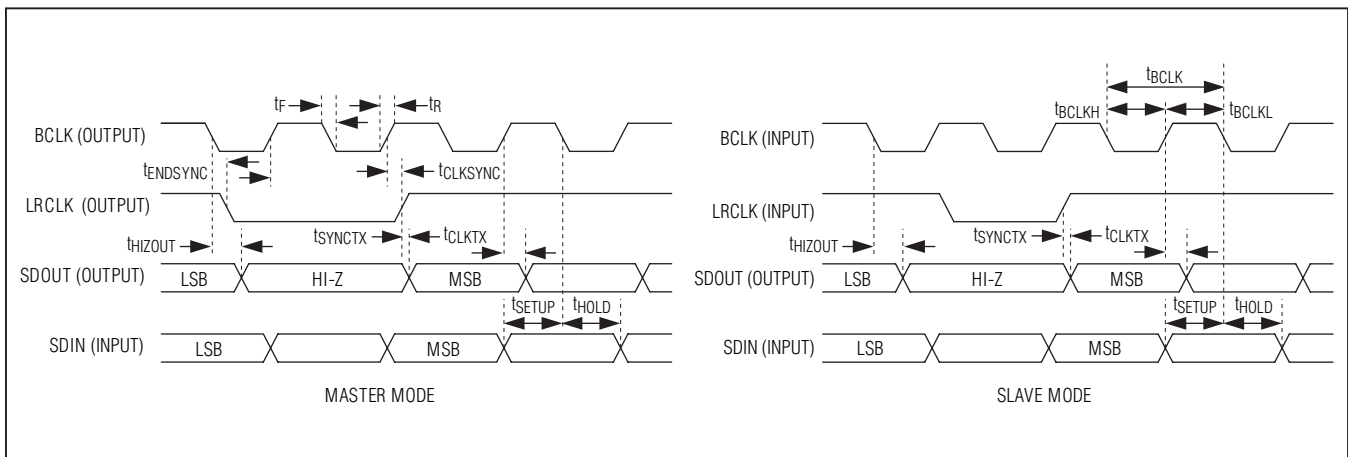 tF
tR
BCLK (OUTPUT)
tENDSYNC
tCLKSYNC
LRCLK (OUTPUT)
tHIZOUT
tSYNCTX
tCLKTX
SDOUT (OUTPUT)
LSB
HI-Z
MSB
tSETUP
tHOLD
SDIN (INPUT)
LSB
MSB
MASTER MODE
tBCLK
tBCLKH
tBCLKL
BCLK (INPUT)
LRCLK (INPUT)
tHIZOUT
tSYNCTX
tCLKTX
SDOUT (OUTPUT)
LSB
HI-Z
MSB
tSETUP
tHOLD
SDIN (INPUT)
LSB
MSB
SLAVE MODE